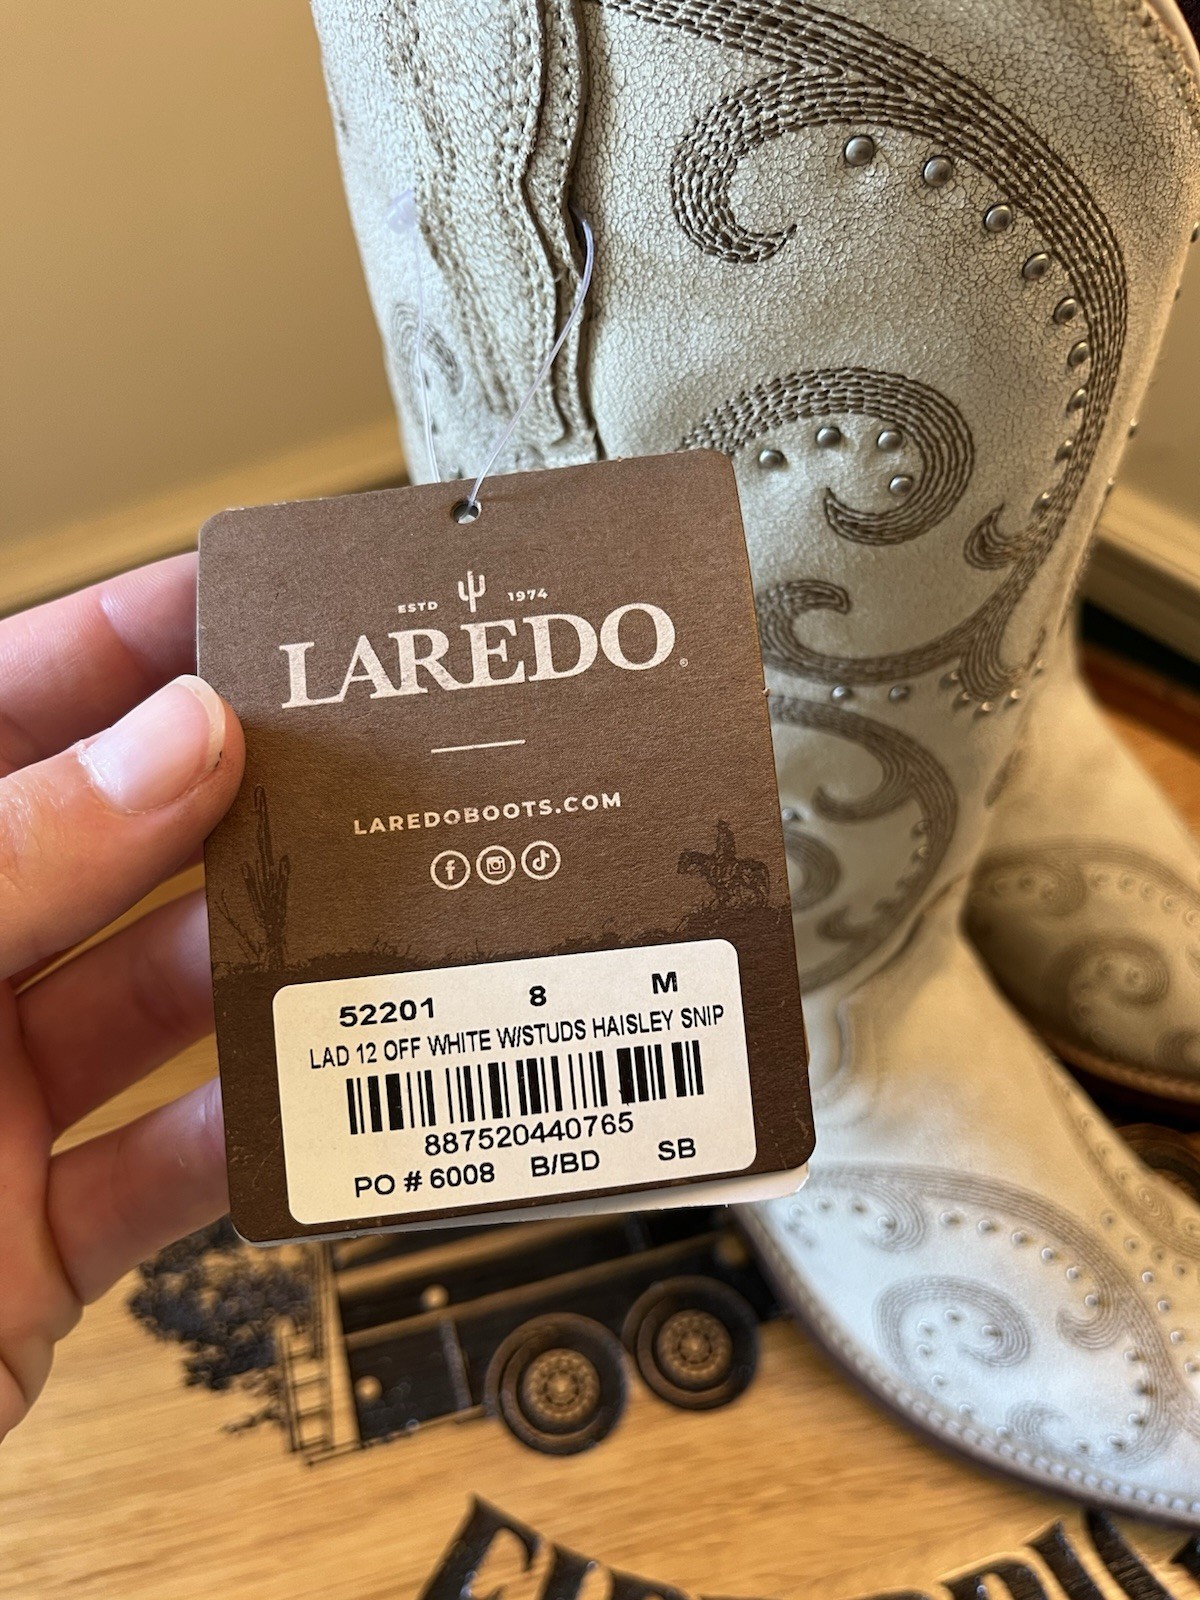 ESTD 1974
LAREDO®
LAREDOBOOTS.COM
52201 8 M
LAD 12 OFF WHITE W/STUDS HAISLEY SNIP
887520440765
PO # 6008 B/BD SB